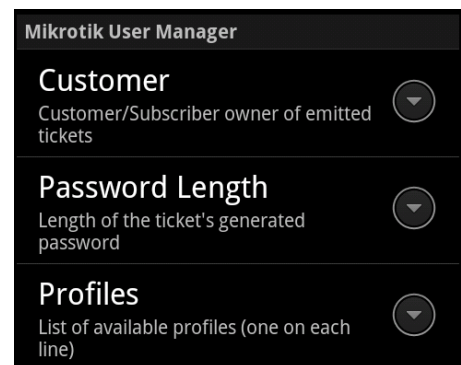 Mikrotik User Manager
Customer
Customer/Subscriber owner of emitted
tickets
Password Length
Length of the ticket's generated
password
Profiles
List of available profiles (one on each
line)